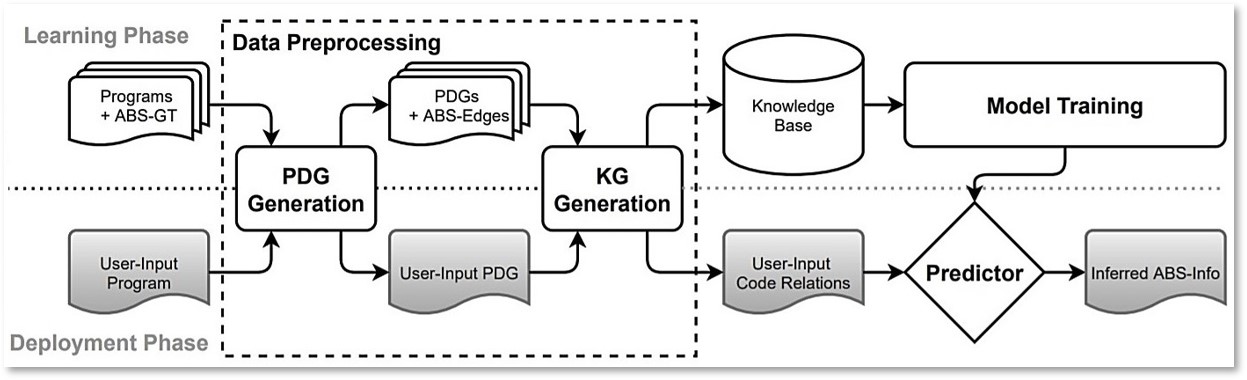 Learning Phase
Data Preprocessing
Programs
+ ABS-GT
PDGs
+ ABS-Edges
Knowledge
Base
Model Training
PDG
Generation
KG
Generation
User-Input
Program
User-Input PDG
User-Input
Code Relations
Predictor
Inferred ABS-Info
Deployment Phase